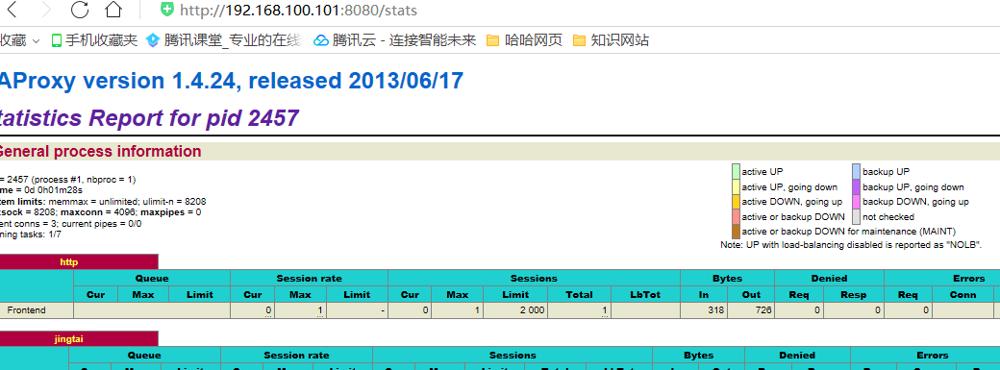 http://192.168.100.101:8080/stats
收藏 手机收藏夹 腾讯课堂_专业的在线 腾讯云 - 连接智能未来 哈哈网页 知识网站
AProxy version 1.4.24, released 2013/06/17
tatistics Report for pid 2457
General process information
= 2457 (process #1, nbproc = 1)
me = 0d 0h01m28s
tem limits: memmax = unlimited; ulimit-n = 8208
xsock = 8208; maxconn = 4096; maxpipes = 0
ent conns = 3; current pipes = 0/0
ning tasks: 1/7
active UP backup UP
active UP, going down backup UP, going down
active DOWN, going up backup DOWN, going up
active or backup DOWN not checked
active or backup DOWN for maintenance (MAINT)
Note: UP with load-balancing disabled is reported as "NOLB".
http
Queue Session rate Sessions Bytes Denied Errors
Cur Max Limit Cur Max Limit Cur Max Limit Total LbTot In Out Req Resp Req Conn
Frontend 0 1 - 0 1 2 000 1 318 726 0 0 0
jingtai
Queue Session rate Sessions Bytes Denied Errors